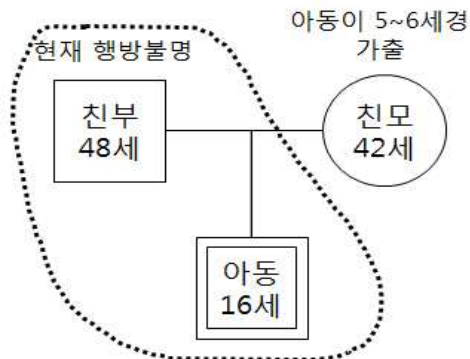 아동이 5~6세경
가출
현재 행방불명
친부
48세
친모
42세
아동
16세